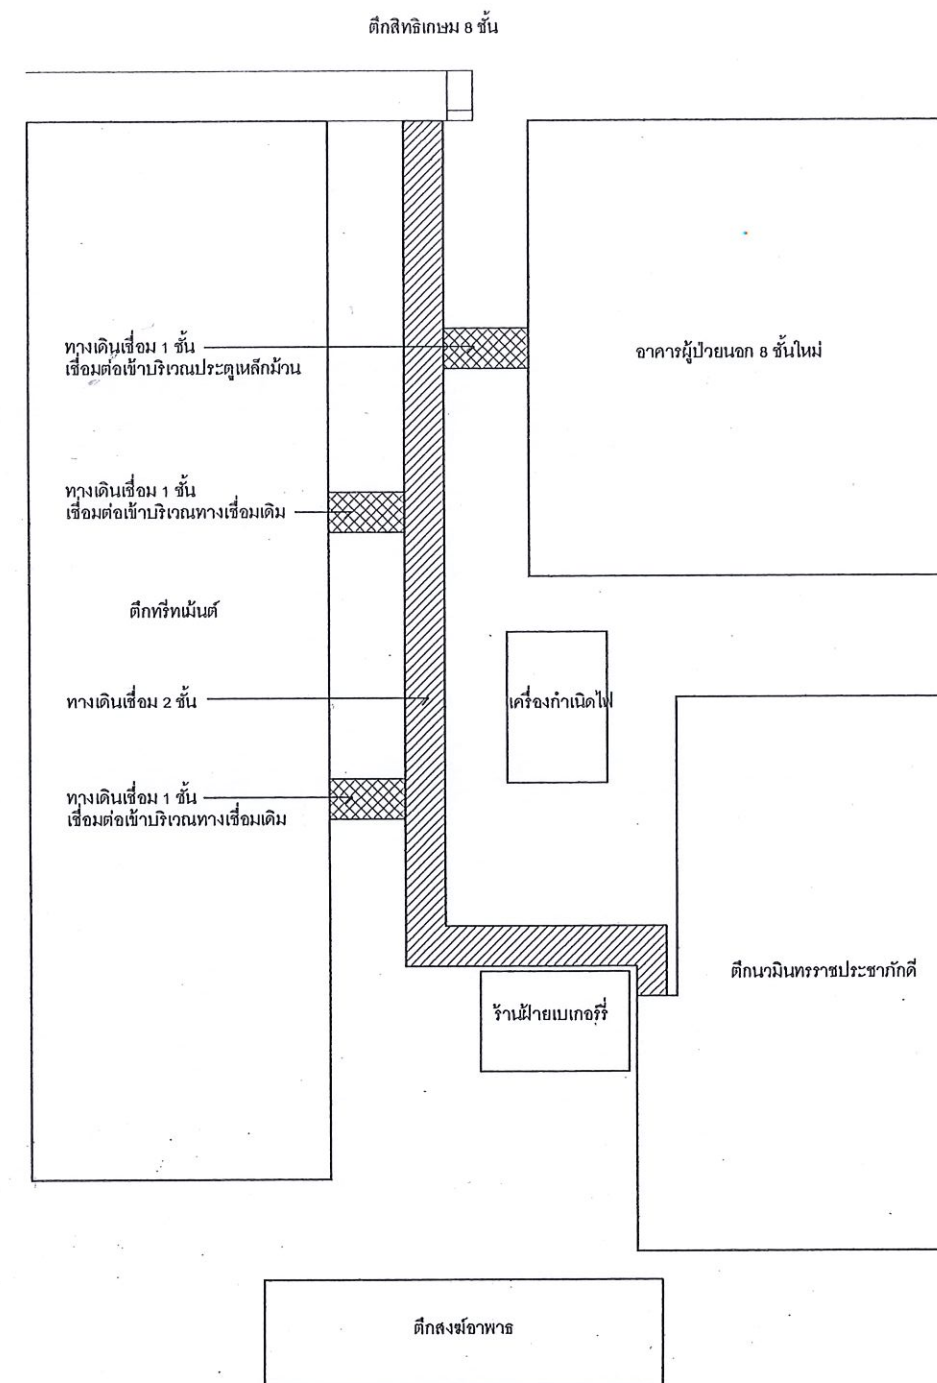 ตึกสิทธิเกษม 8 ชั้น
ทางเดินเชื่อม 1 ชั้น
เชื่อมต่อเข้าบริเวณประตูเหล็กม้วน
อาคารผู้ป่วยนอก 8 ชั้นใหม่
ทางเดินเชื่อม 1 ชั้น
เชื่อมต่อเข้าบริเวณทางเชื่อมเดิม
ตึกทรีทเม้นต์
ทางเดินเชื่อม 2 ชั้น
เครื่องกำเนิดไฟ
ทางเดินเชื่อม 1 ชั้น
เชื่อมต่อเข้าบริเวณทางเชื่อมเดิม
ตึกนวมินทรราชประชาภักดี
ร้านฝ้ายเบเกอรี่
ตึกสงฆ์อาพาธ